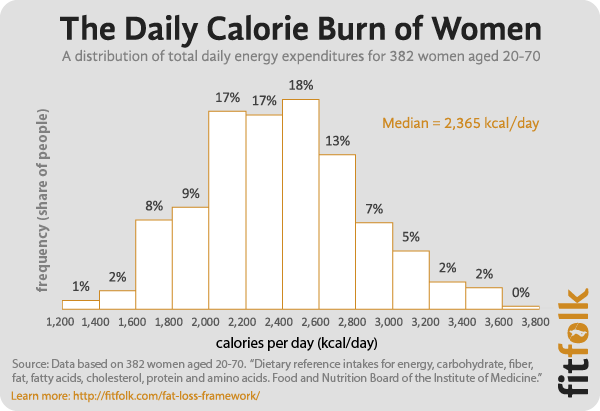 The Daily Calorie Burn of Women
A distribution of total daily energy expenditures for 382 women aged 20-70
18%
17%
17%
Median = 2,365 kcal/day
13%
9%
8%
7%
5%
2%
2%
2%
1%
0%
frequency (share of people)
1,200 1,400 1,600 1,800 2,000 2,200 2,400 2,600 2,800 3,000 3,200 3,400 3,600 3,800
calories per day (kcal/day)
fitfolk
Source: Data based on 382 women aged 20-70. “Dietary reference intakes for energy, carbohydrate, fiber,
fat, fatty acids, cholesterol, protein and amino acids. Food and Nutrition Board of the Institute of Medicine.”
Learn more: http://fitfolk.com/fat-loss-framework/